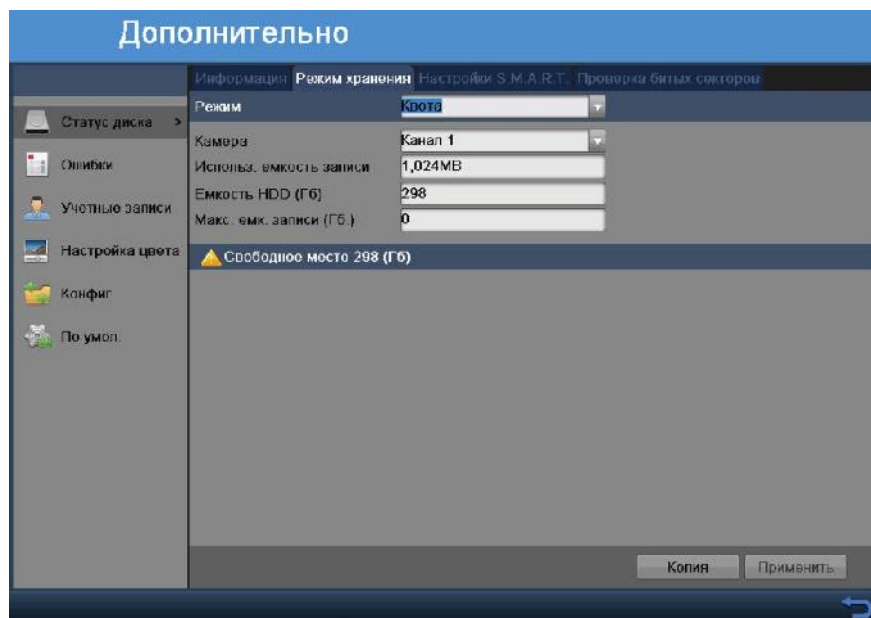 Дополнительно
Информация Режим хранения Настройки S.M.A.R.T. Проверка битых секторов
Режим Квота
Статус диска >
Камера Канал 1
Использ. емкость записи 1,024MB
Ошибки
Емкость HDD (Гб) 298
Учетные записи
Макс. емк. записи (Гб.) 0
Настройка цвета
Свободное место 298 (Гб)
Конфиг
По умол.
Копия Применить